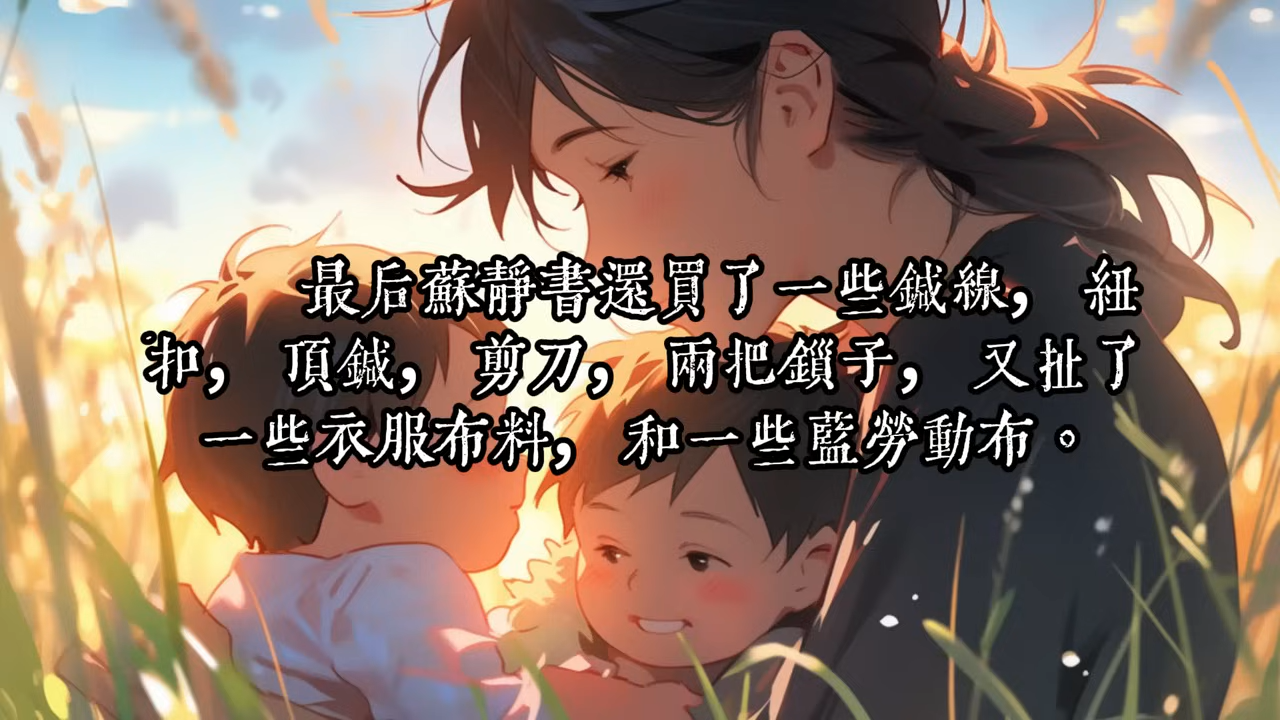 最后蘇靜書還買了一些鍼線, 紐
扣, 頂鍼, 剪刀, 兩把鎖子, 又扯了
一些衣服布料, 和一些藍勞動布。